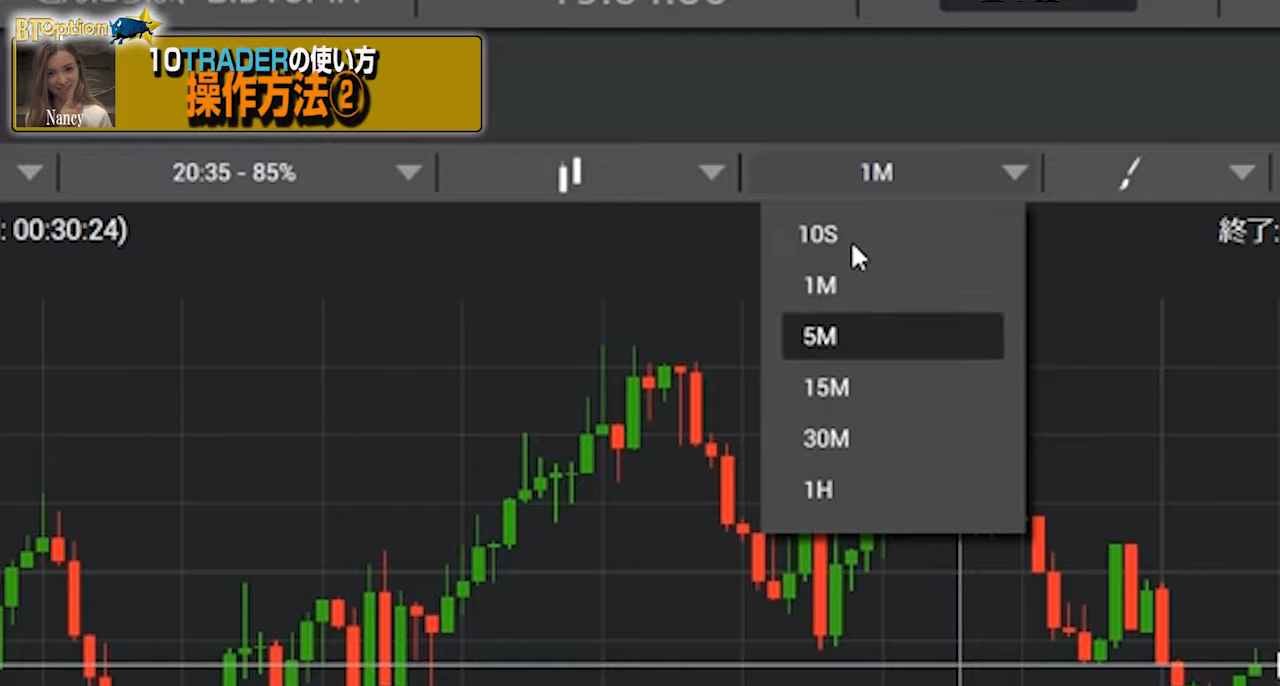 BTOption
10TRADERの使い方
操作方法②
Nancy
20:35 - 85%
1M
: 00:30:24)
終了:
10S
1M
5M
15M
30M
1H